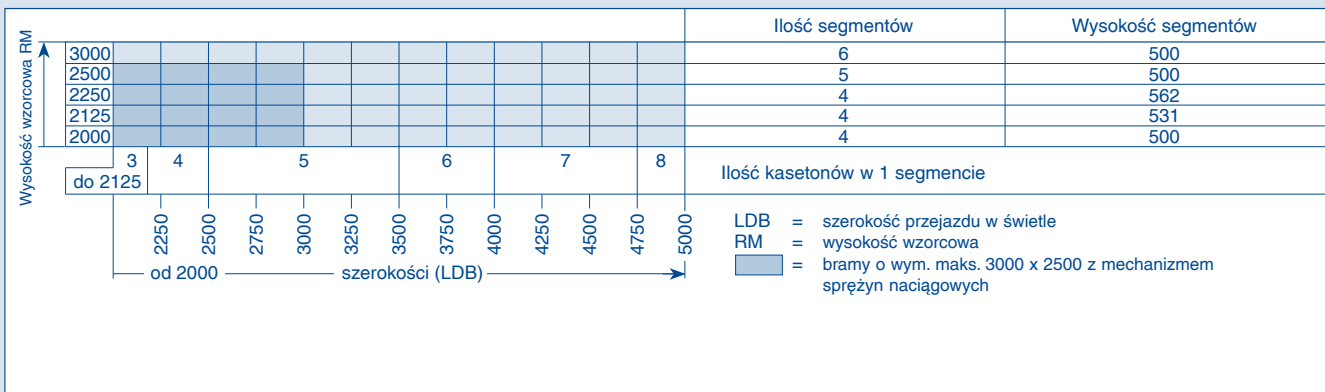 Ilość segmentów Wysokość segmentów
Wysokość wzorcowa RM
3000 6 500
2500 5 500
2250 4 562
2125 4 531
2000 4 500
3 4 5 6 7 8
do 2125
Ilość kasetonów w 1 segmencie
2250 2500 2750 3000 3250 3500 3750 4000 4250 4500 4750 5000
od 2000 szerokości (LDB)
LDB = szerokość przejazdu w świetle
RM = wysokość wzorcowa
= bramy o wym. maks. 3000 x 2500 z mechanizmem
sprężyn naciągowych